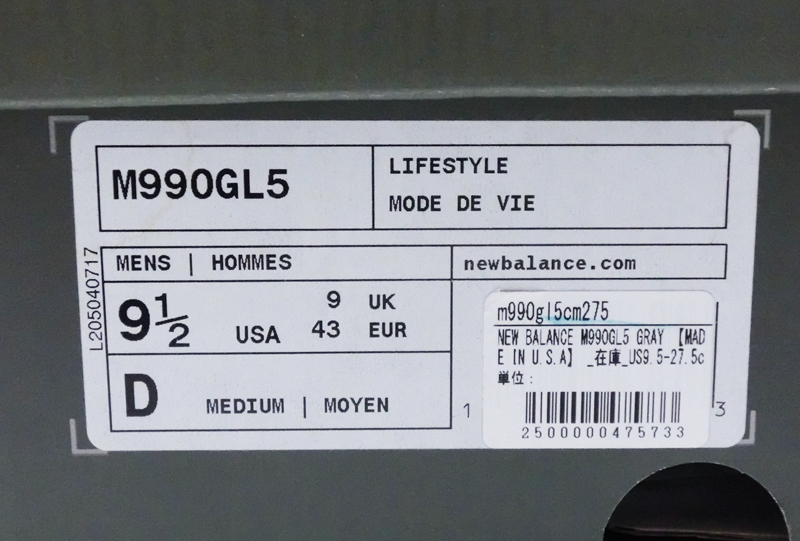 M990GL5
LIFESTYLE
MODE DE VIE
MENS | HOMMES
newbalance.com
L205040717
9½ USA
9 UK
43 EUR
D MEDIUM | MOYEN
m990gl5cm275
NEW BALANCE M990GL5 GRAY 【MAD
E IN U.S.A】 _在庫_US9.5-27.5c
単位:
1
3
2500000475733